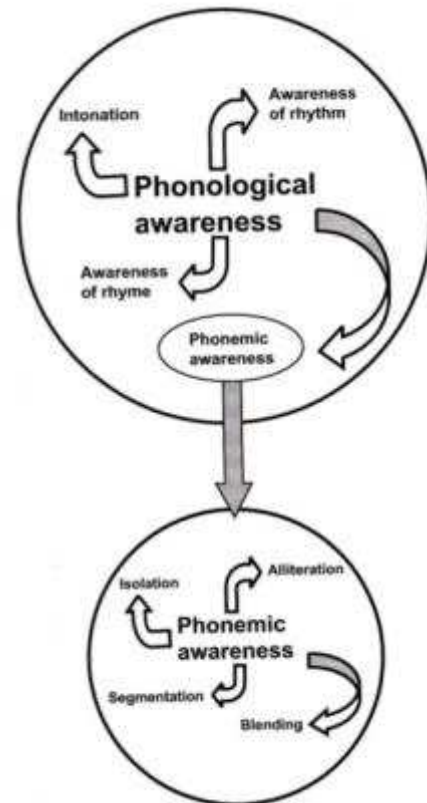 Awareness
of rhythm
Intonation
Phonological
awareness
Awareness
of rhyme
Phonemic
awareness
Alliteration
Isolation
Phonemic
awareness
Segmentation
Blending